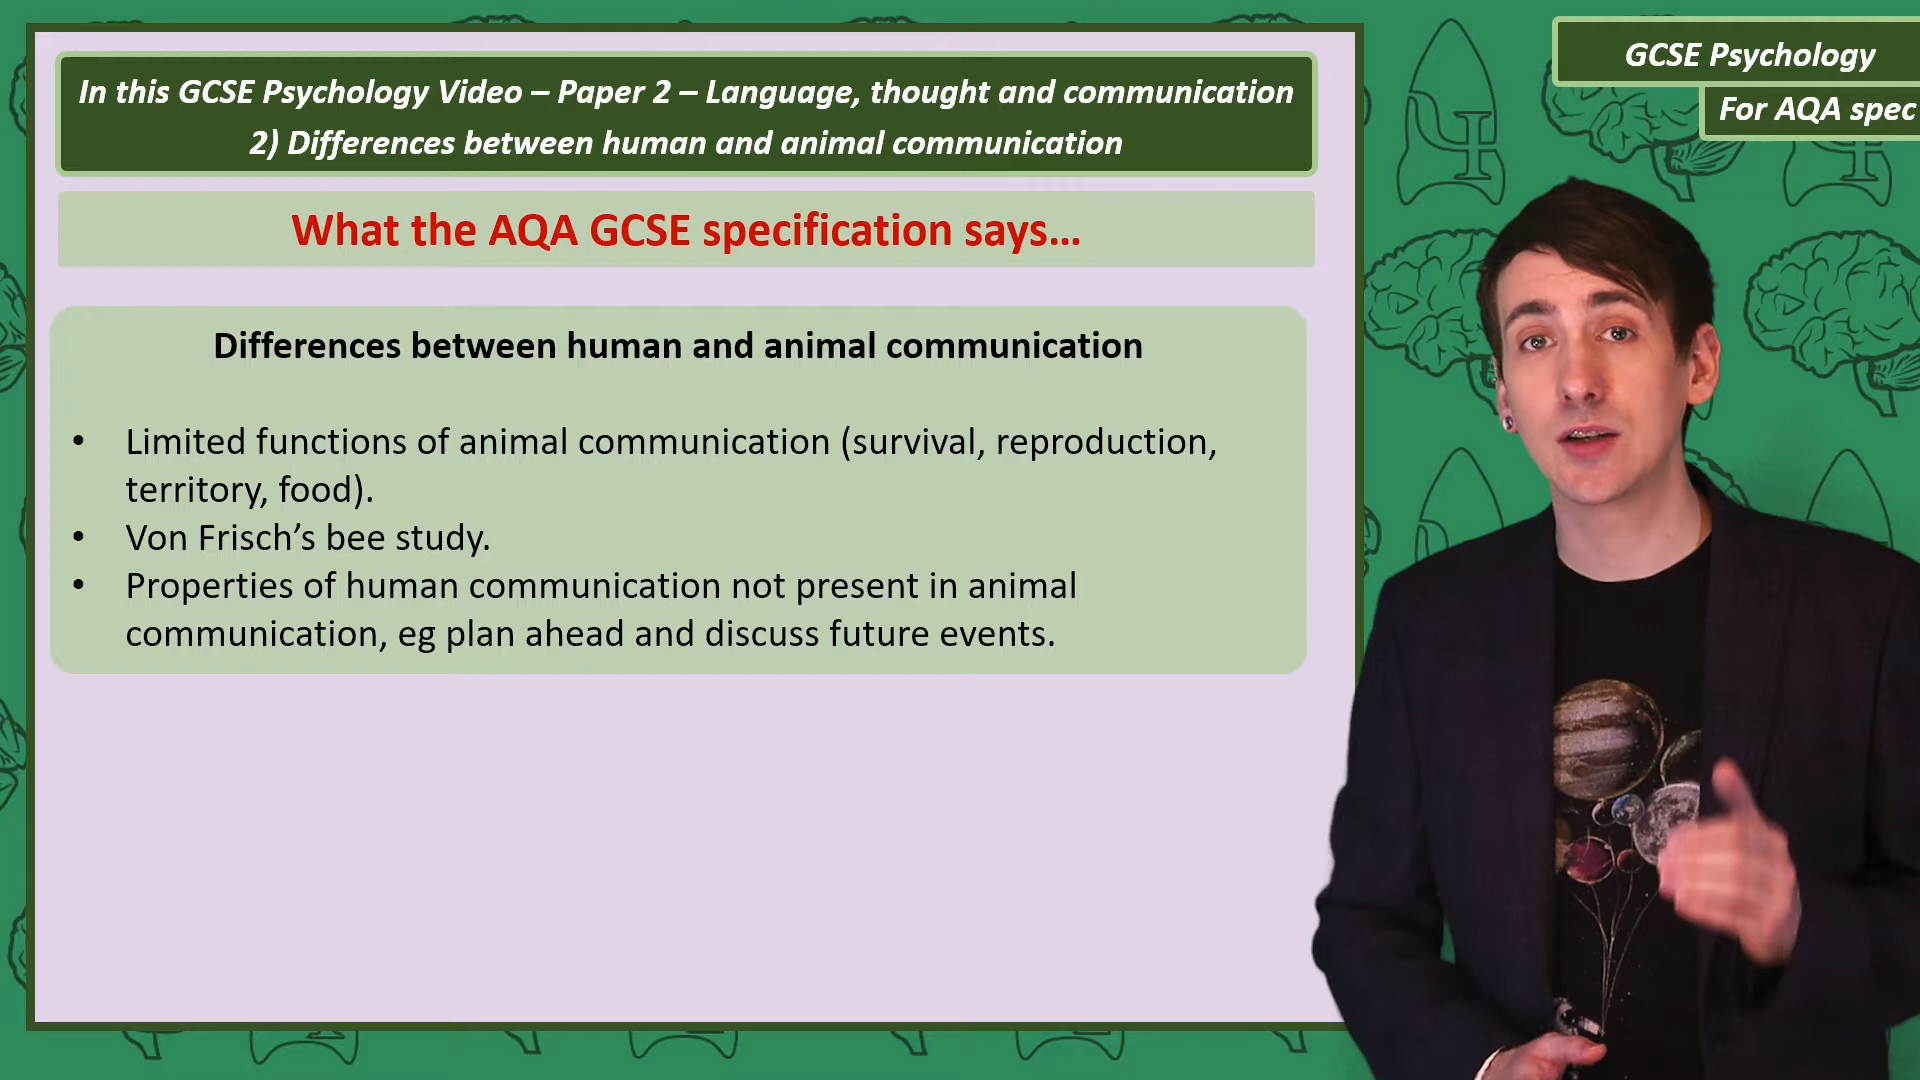 In this GCSE Psychology Video – Paper 2 – Language, thought and communication
2) Differences between human and animal communication
What the AQA GCSE specification says...
Differences between human and animal communication
• Limited functions of animal communication (survival, reproduction,
territory, food).
• Von Frisch’s bee study.
• Properties of human communication not present in animal
communication, eg plan ahead and discuss future events.
GCSE Psychology
For AQA spec